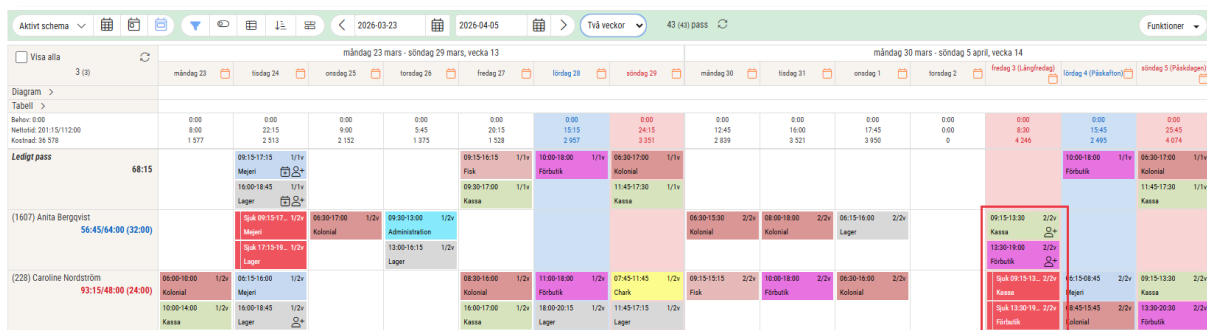 Aktivt schema 2026-03-23 2026-04-05 Två veckor 43 (43) pass Funktioner
Visa alla
3 (3)
måndag 23 mars - söndag 29 mars, vecka 13 måndag 30 mars - söndag 5 april, vecka 14
måndag 23 tisdag 24 onsdag 25 torsdag 26 fredag 27 lördag 28 söndag 29 måndag 30 tisdag 31 onsdag 1 torsdag 2 fredag 3 (Långfredag) lördag 4 (Påskafton) söndag 5 (Påskdagen)
Diagram >
Tabell >
Behov: 0:00 0:00 0:00 0:00 0:00 0:00 0:00 0:00 0:00 0:00 0:00 0:00 0:00 0:00 0:00
Nettotid: 201:15/112:00 8:00 22:15 9:00 5:45 20:15 15:15 24:15 12:45 16:00 17:45 0:00 8:30 15:45 25:45
Kostnad: 36 578 1 577 2 513 2 152 1 375 1 528 2 957 3 351 2 839 3 521 3 950 0 4 246 2 495 4 074
Ledigt pass 09:15-17:15 1/1v 09:15-16:15 1/1v 10:00-18:00 1/1v 06:30-17:00 1/1v 10:00-18:00 1/1v 06:30-17:00 1/1v
68:15 Mejeri Fisk Förbutik Kolonial Förbutik Kolonial
16:00-18:45 1/1v 09:30-17:00 1/1v 11:45-17:30 1/1v 11:45-17:30 1/1v
Lager Kassa Kassa Kassa
(1607) Anita Bergqvist Sjuk 09:15-17... 1/2v 06:30-17:00 1/2v 09:30-13:00 1/2v 06:30-15:30 2/2v 08:00-18:00 2/2v 06:15-16:00 2/2v 09:15-13:30 2/2v
56:45/64:00 (32:00) Mejeri Kolonial Administration Kolonial Kolonial Lager Kassa
Sjuk 17:15-19... 1/2v 13:00-16:15 1/2v 13:30-19:00 2/2v
Lager Lager Förbutik
(228) Caroline Nordström 06:00-10:00 1/2v 06:15-16:00 1/2v 08:30-16:00 1/2v 11:00-18:00 1/2v 07:45-11:45 1/2v 09:15-15:15 2/2v 10:00-18:00 2/2v 06:30-16:00 2/2v Sjuk 09:15-13... 2/2v 06:15-08:45 2/2v 09:15-13:30 2/2v
93:15/48:00 (24:00) Kolonial Mejeri Kolonial Förbutik Chark Fisk Förbutik Kolonial Kassa Mejeri Kassa
10:00-14:00 1/2v 16:00-18:45 1/2v 16:00-17:00 1/2v 18:00-20:15 1/2v 11:45-17:15 1/2v Sjuk 13:30-19... 2/2v 08:45-15:45 2/2v 13:30-20:30 2/2v
Kassa Lager Kassa Lager Lager Förbutik Kolonial Förbutik